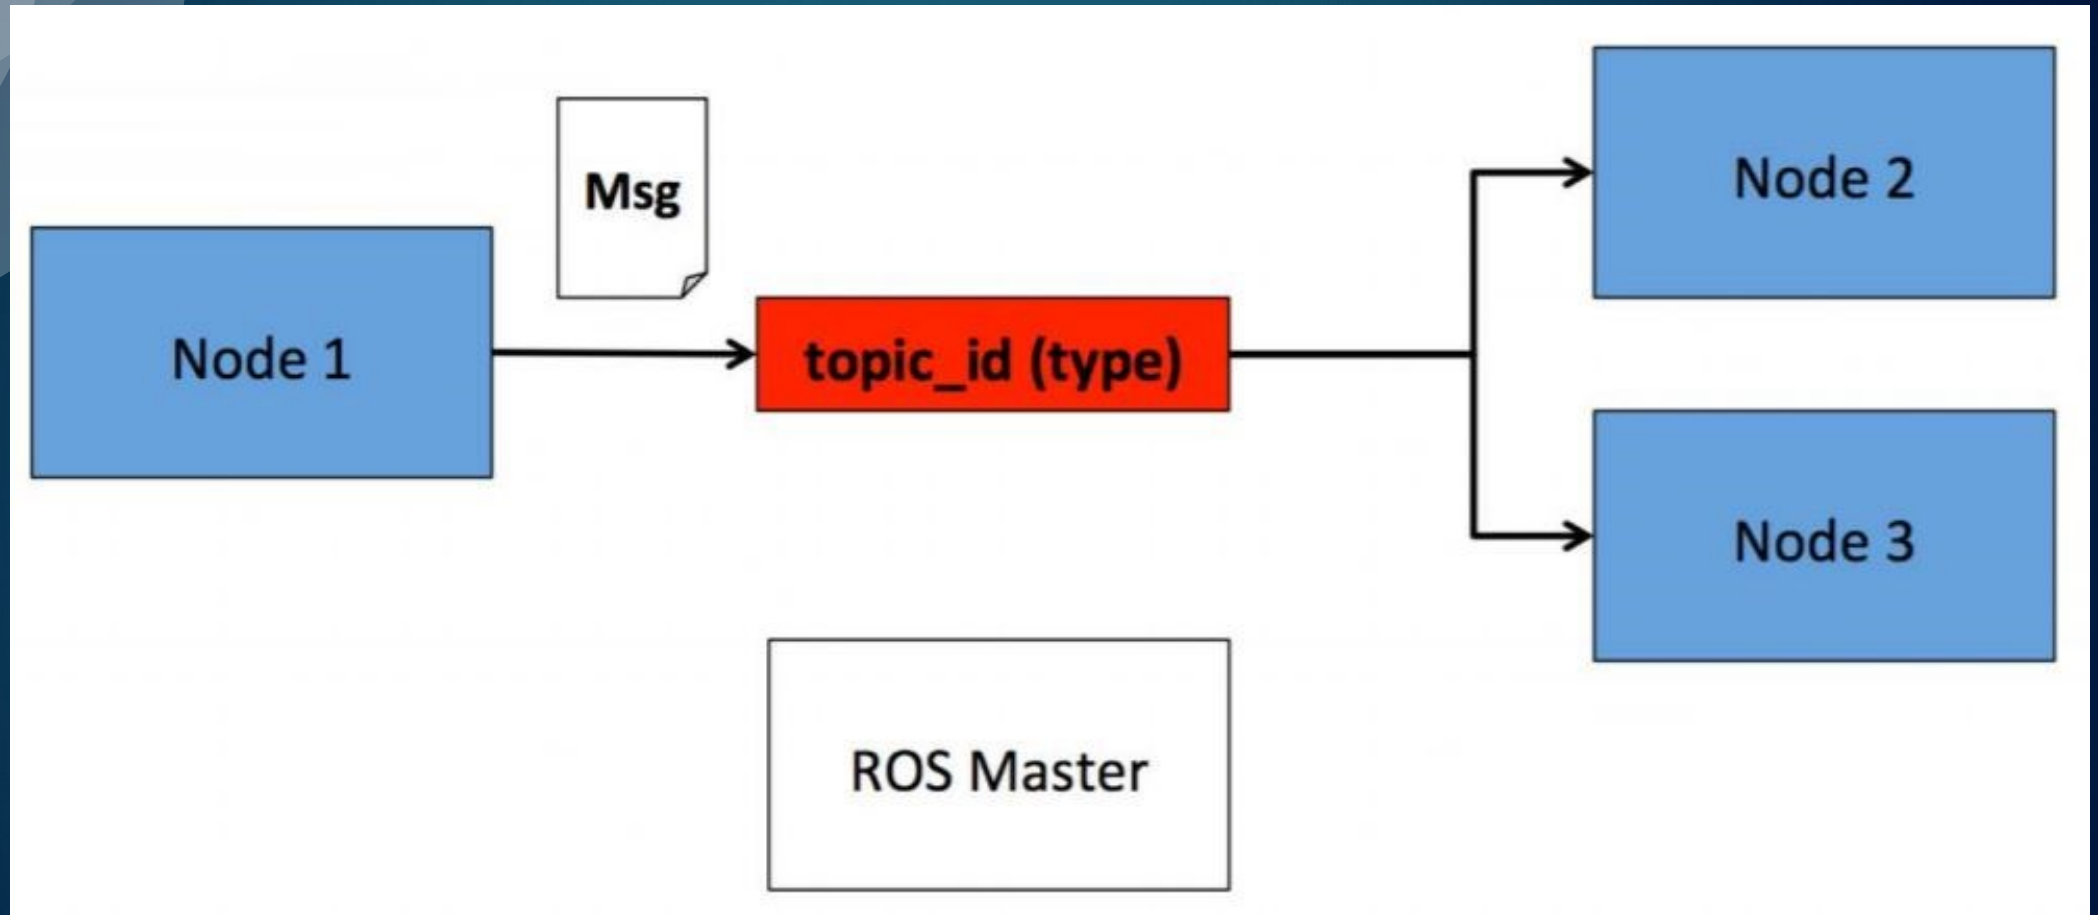 Msg
Node 1
topic_id (type)
Node 2
Node 3
ROS Master